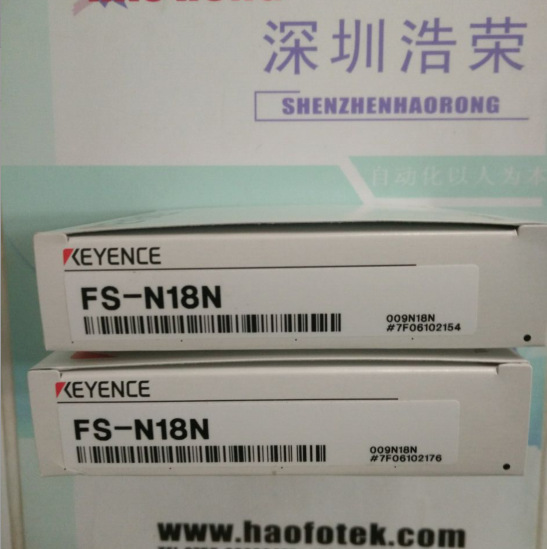 深圳浩荣
SHENZHENHAORONG
自动化以人为本
KEYENCE
FS-N18N
009N18N
#7F06102154
KEYENCE
FS-N18N
009N18N
#7F06102176
www.haofotek.com